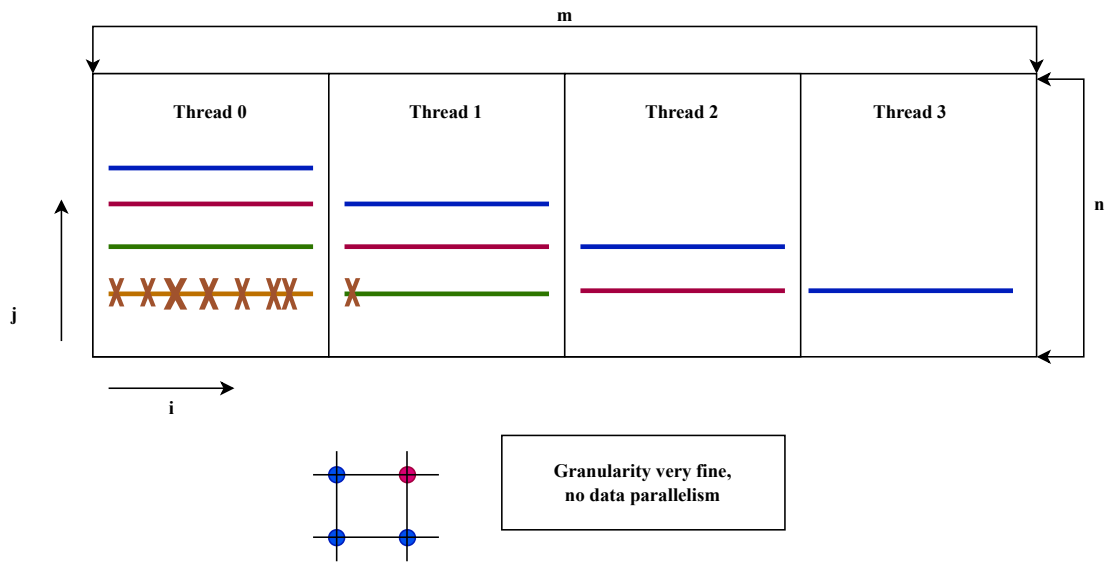 m
Thread 0
Thread 1
Thread 2
Thread 3
n
j
i
Granularity very fine,
no data parallelism